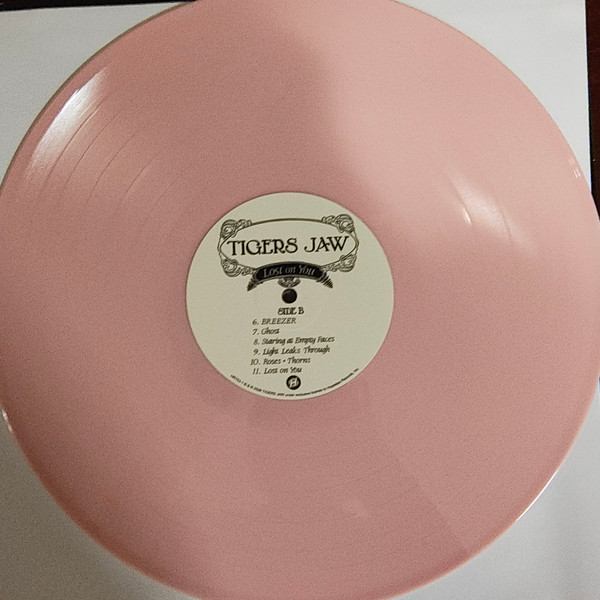 TIGERS JAW
Lost on You
SIDE B
6. BREEZER
7. Ghost
8. Staring at Empty Faces
9. Light Leaks Through
10. Roses + Thorns
11. Lost on You